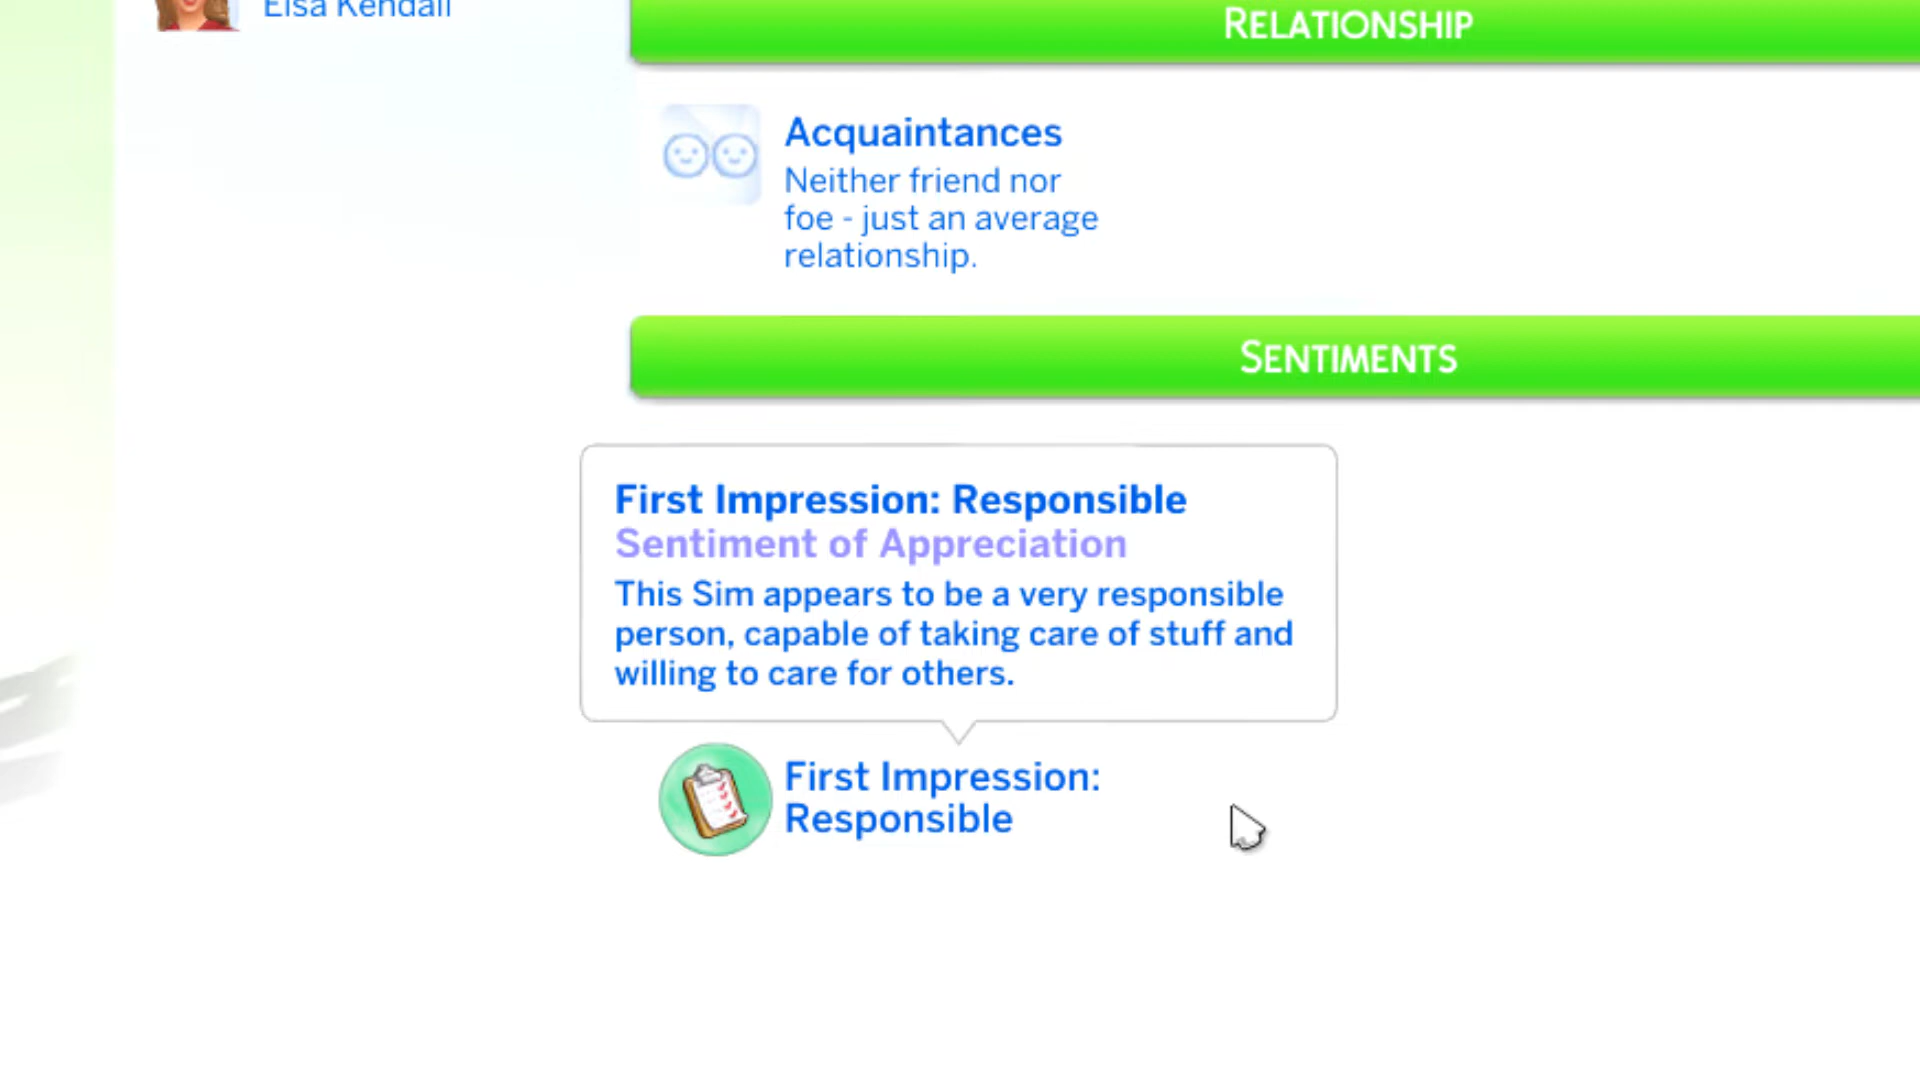 Elsa Kendall
RELATIONSHIP
Acquaintances
Neither friend nor
foe - just an average
relationship.
SENTIMENTS
First Impression: Responsible
Sentiment of Appreciation
This Sim appears to be a very responsible
person, capable of taking care of stuff and
willing to care for others.
First Impression:
Responsible